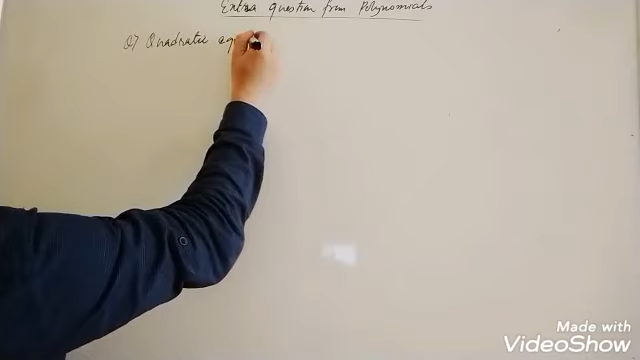 Extra question from Polynomials
Q7 Quadratic eq
Made with
VideoShow